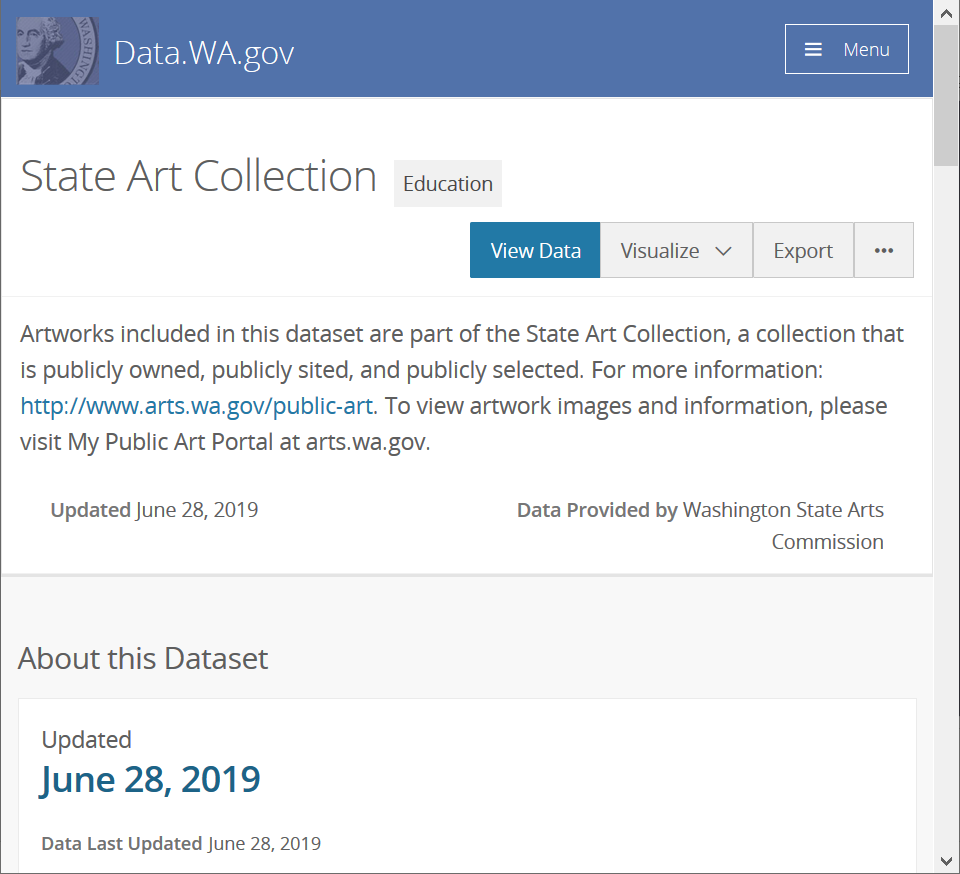 WASHINGT
Data.WA.gov
Menu
State Art Collection
Education
View Data
Visualize
Export
Artworks included in this dataset are part of the State Art Collection, a collection that
is publicly owned, publicly sited, and publicly selected. For more information:
http://www.arts.wa.gov/public-art. To view artwork images and information, please
visit My Public Art Portal at arts.wa.gov.
Updated June 28, 2019
Data Provided by Washington State Arts
Commission
About this Dataset
Updated
June 28, 2019
Data Last Updated June 28, 2019